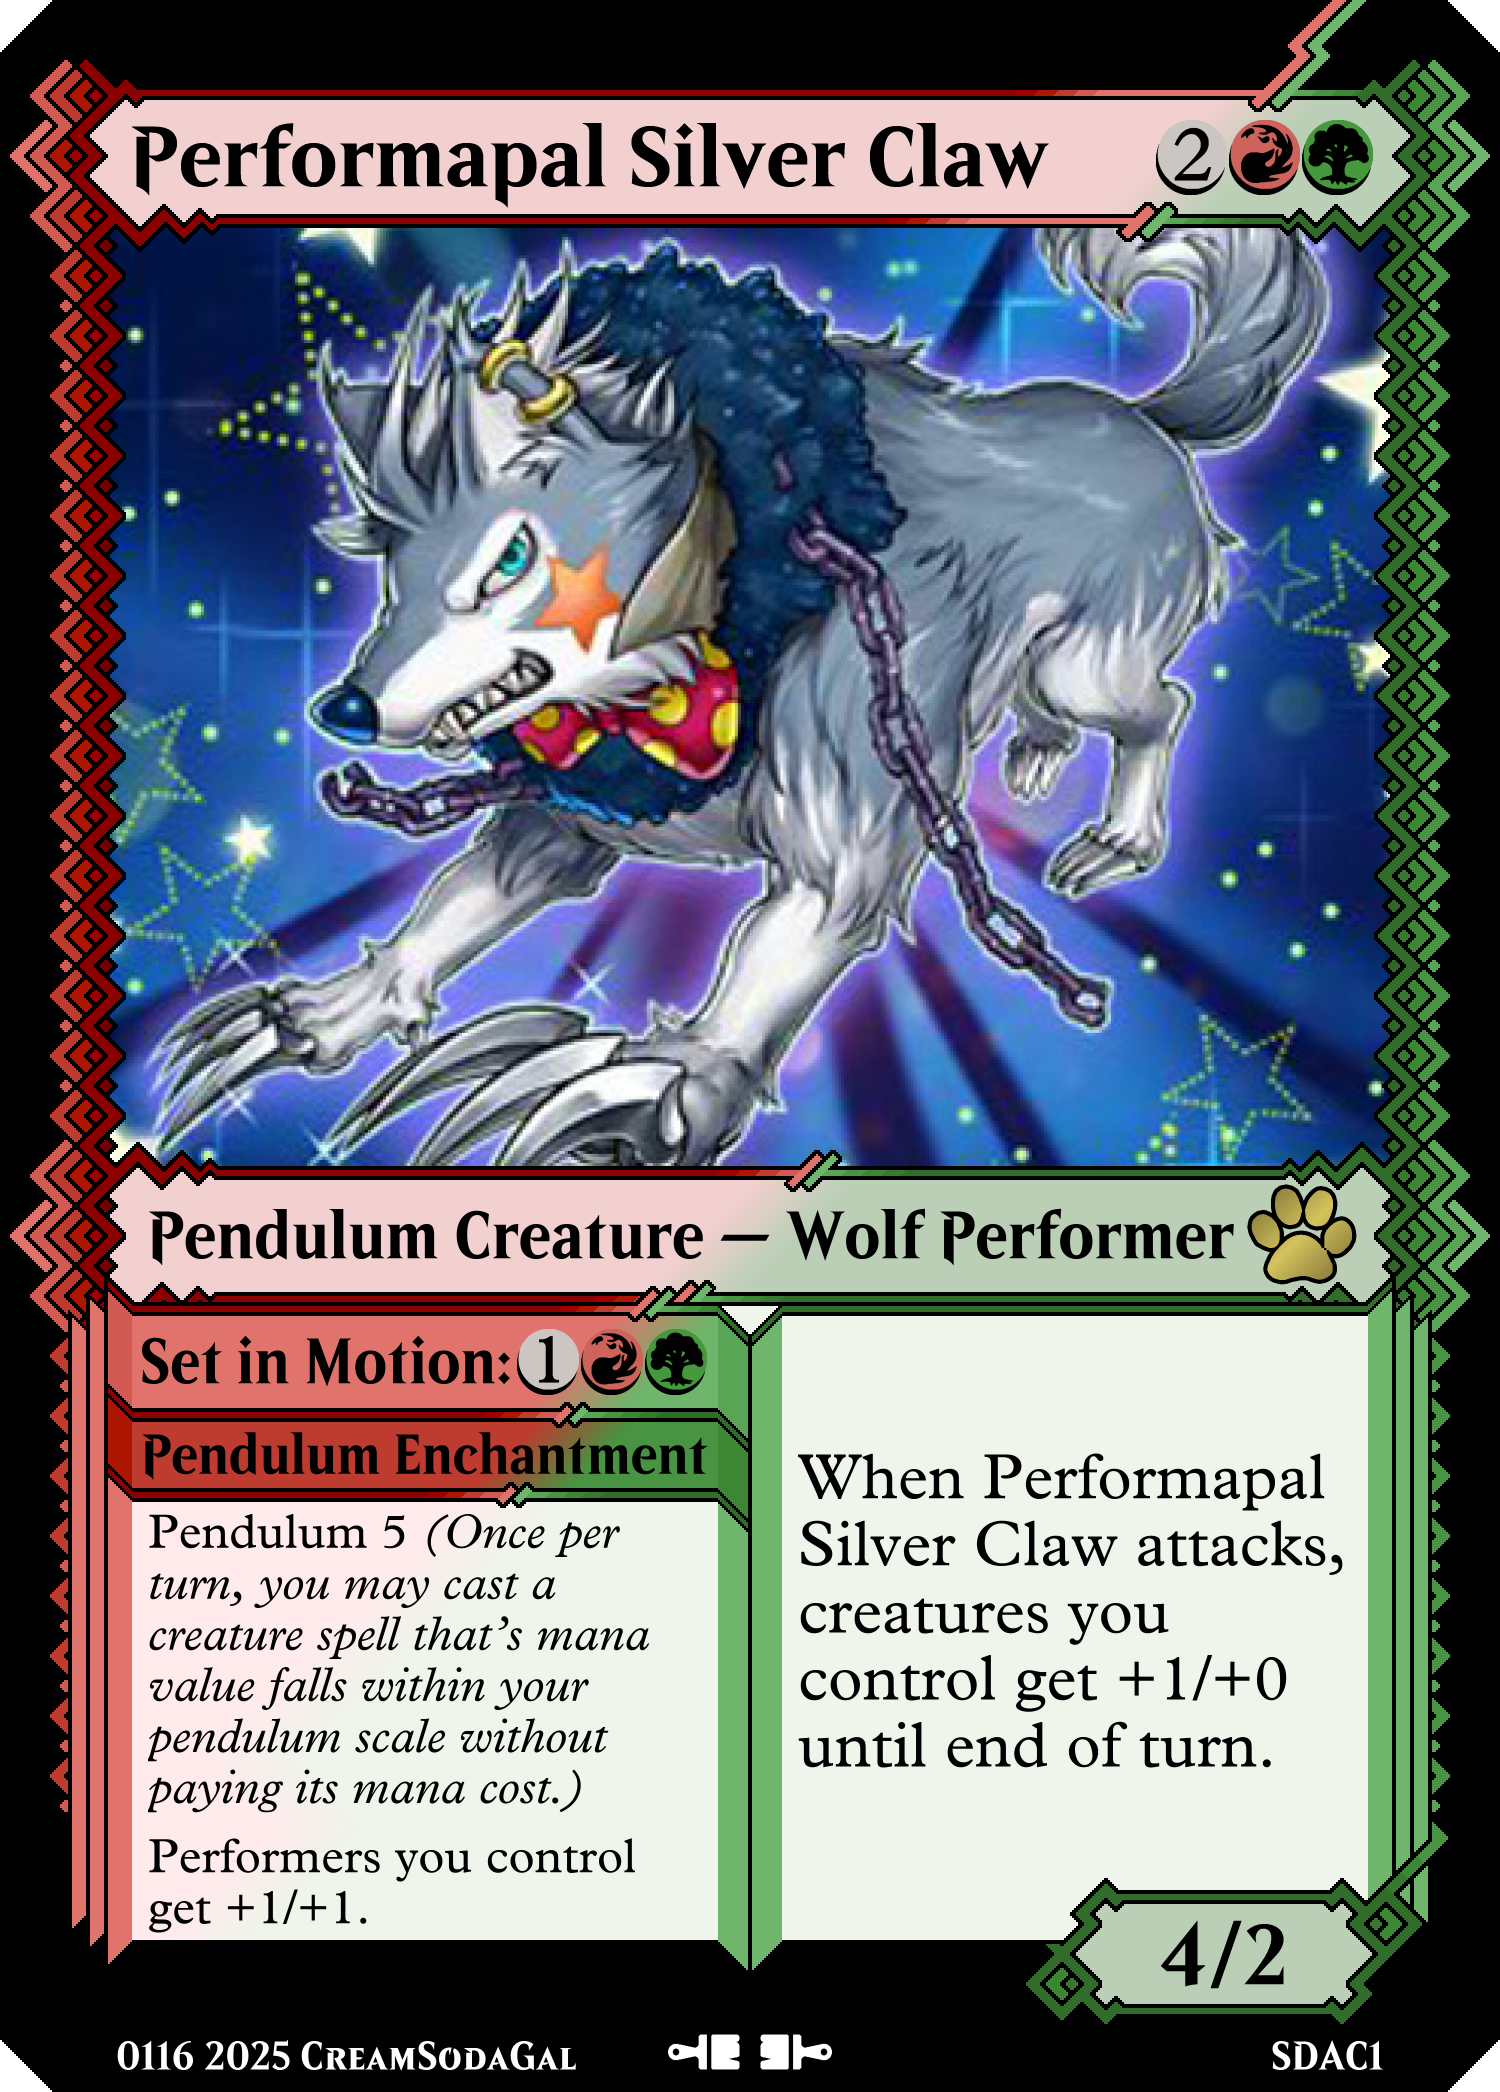 Performapal Silver Claw 2
Pendulum Creature — Wolf Performer
Set in Motion: 1
Pendulum Enchantment
Pendulum 5 (Once per
turn, you may cast a
creature spell that’s mana
value falls within your
pendulum scale without
paying its mana cost.)
Performers you control
get +1/+1.
When Performapal
Silver Claw attacks,
creatures you
control get +1/+0
until end of turn.
4/2
0116 2025 CreamSodaGal
SDAC1